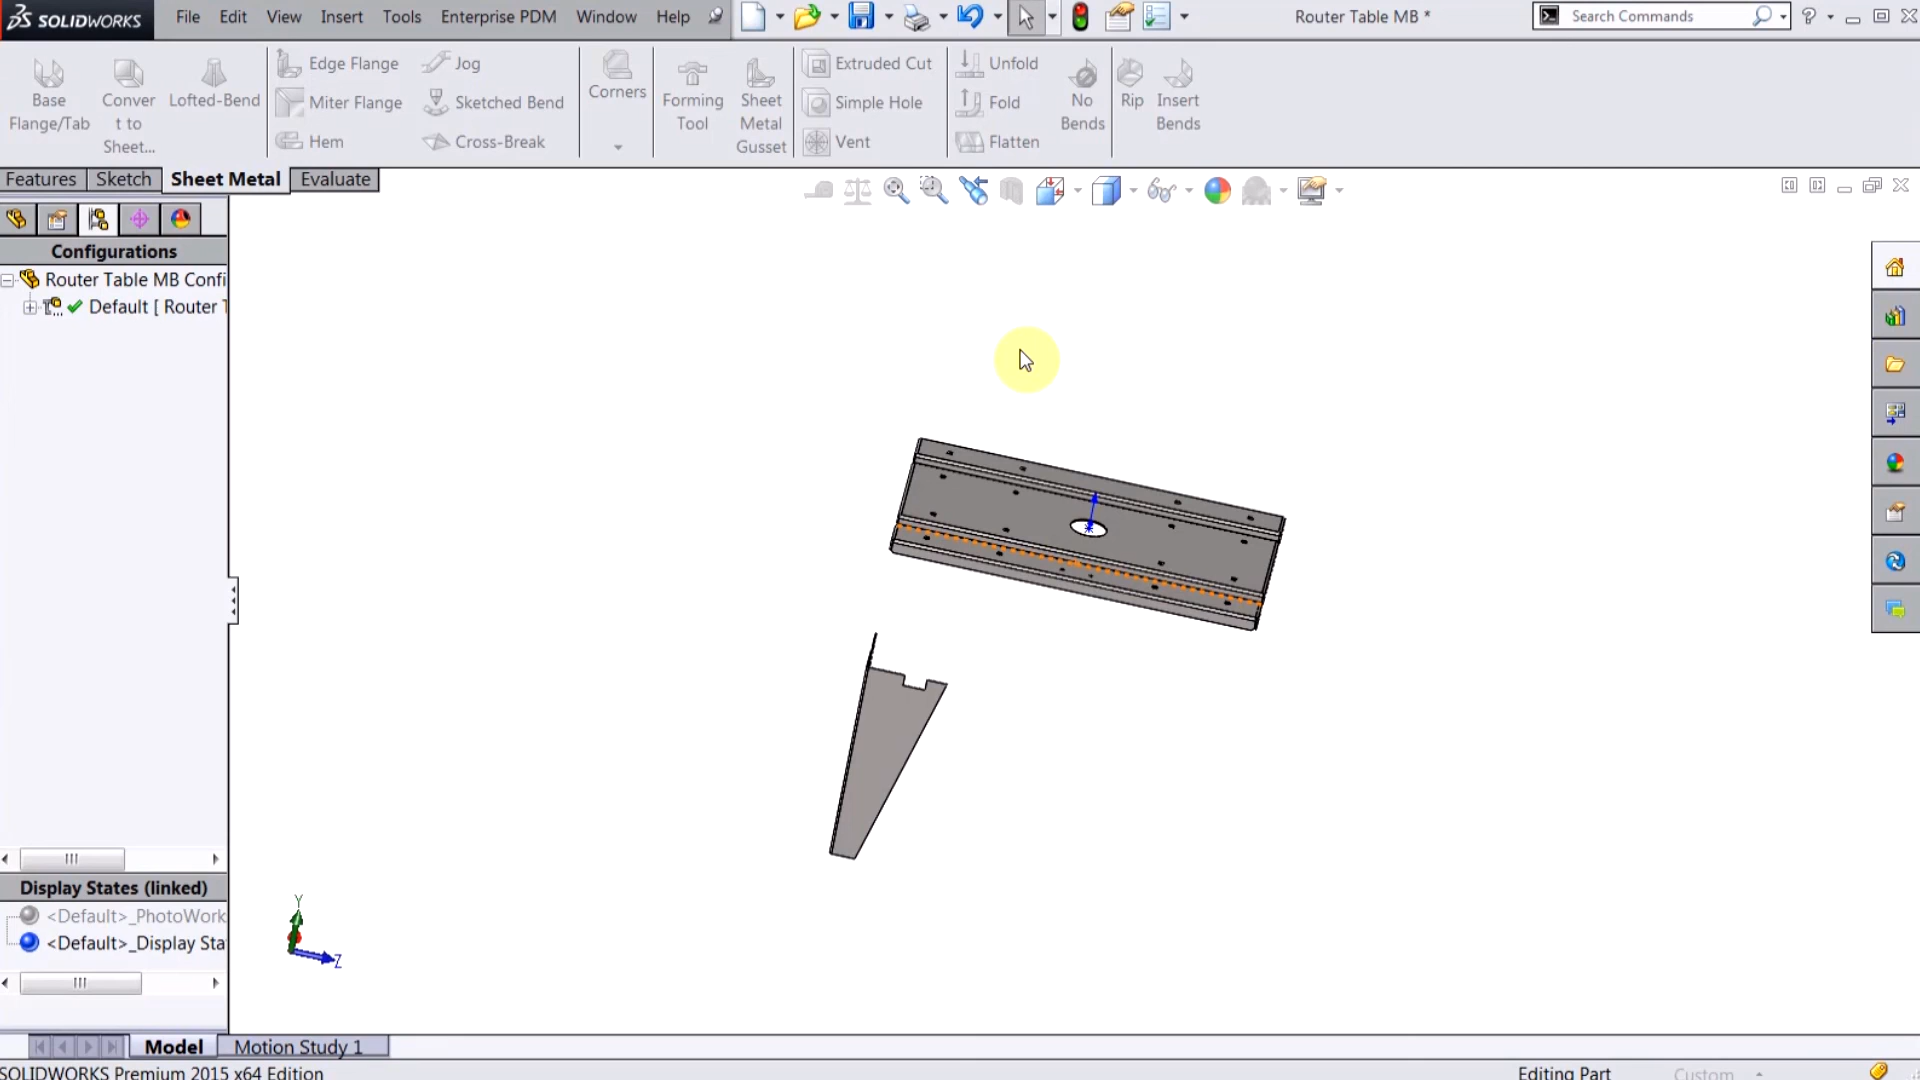 SOLIDWORKS File Edit View Insert Tools Enterprise PDM Window Help Router Table MB * Search Commands ?
Base Flange/Tab
Conver t to Sheet...
Lofted-Bend
Edge Flange
Miter Flange
Hem
Jog
Sketched Bend
Cross-Break
Corners
Forming Tool
Sheet Metal Gusset
Extruded Cut
Simple Hole
Vent
Unfold
Fold
Flatten
No Bends
Rip
Insert Bends
Features Sketch Sheet Metal Evaluate
Configurations
Router Table MB Confi
Default [ Router T
Display States (linked)
<Default>_PhotoWork
<Default>_Display Sta
Y
Z
Model Motion Study 1
SOLIDWORKS Premium 2015 x64 Edition Editing Part Custom